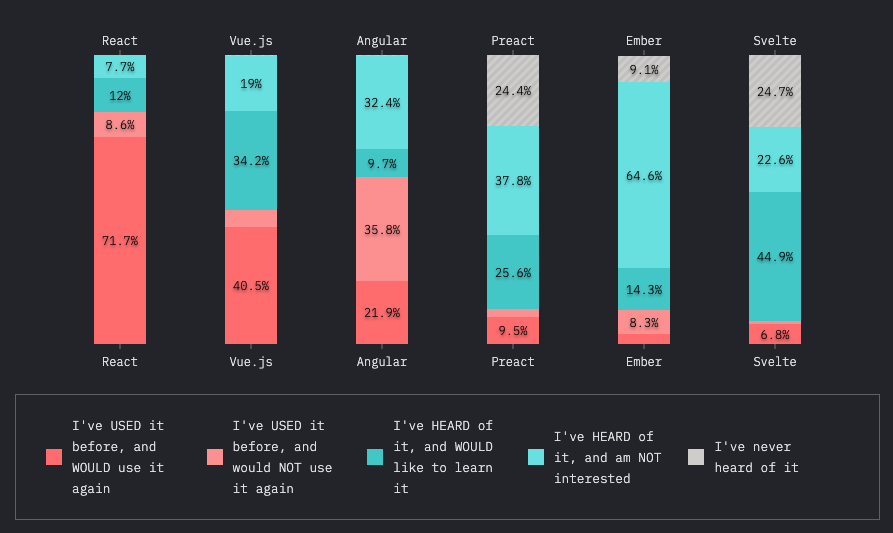 React Vue.js Angular Preact Ember Svelte
7.7% 19% 32.4% 24.4% 9.1% 24.7%
12% 34.2% 9.7% 37.8% 64.6% 22.6%
8.6% 40.5% 35.8% 25.6% 14.3% 44.9%
71.7% 21.9% 9.5% 8.3% 6.8%
React Vue.js Angular Preact Ember Svelte
I've USED it
before, and
WOULD use it
again
I've USED it
before, and
would NOT use
it again
I've HEARD of
it, and WOULD
like to learn
it
I've HEARD of
it, and am NOT
interested
I've never
heard of it